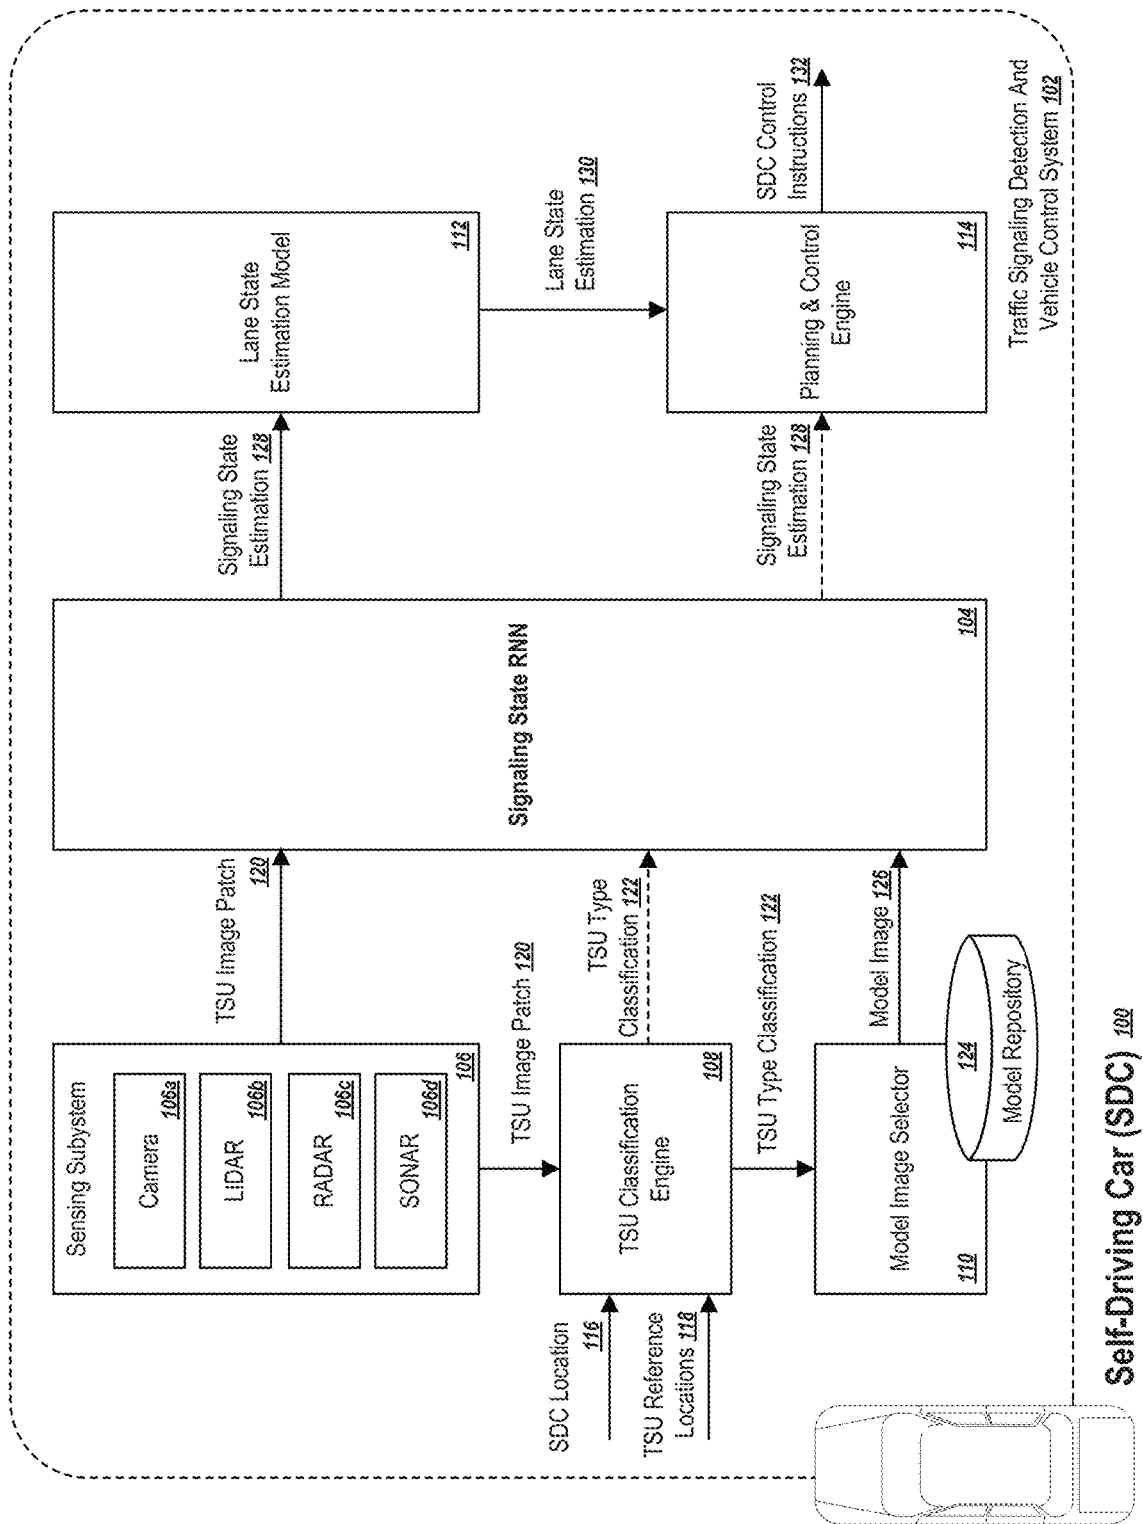 Sensing Subystem
Camera
106a
LIDAR
106b
RADAR
106c
SONAR
106d
106
TSU Image Patch
120
Signaling State RNN
104
Signaling State
Estimation 128
Lane State
Estimation Model
112
TSU Image Patch 120
SDC Location
116
TSU Reference
Locations 118
TSU Classification
Engine
108
TSU Type
Classification 122
TSU Type Classification 122
Model Image Selector
110
124
Model Repository
Model Image 126
Signaling State
Estimation 128
Lane State
Estimation 130
Planning & Control
Engine
114
SDC Control
Instructions 132
Traffic Signaling Detection And
Vehicle Control System 102
Self-Driving Car (SDC) 100